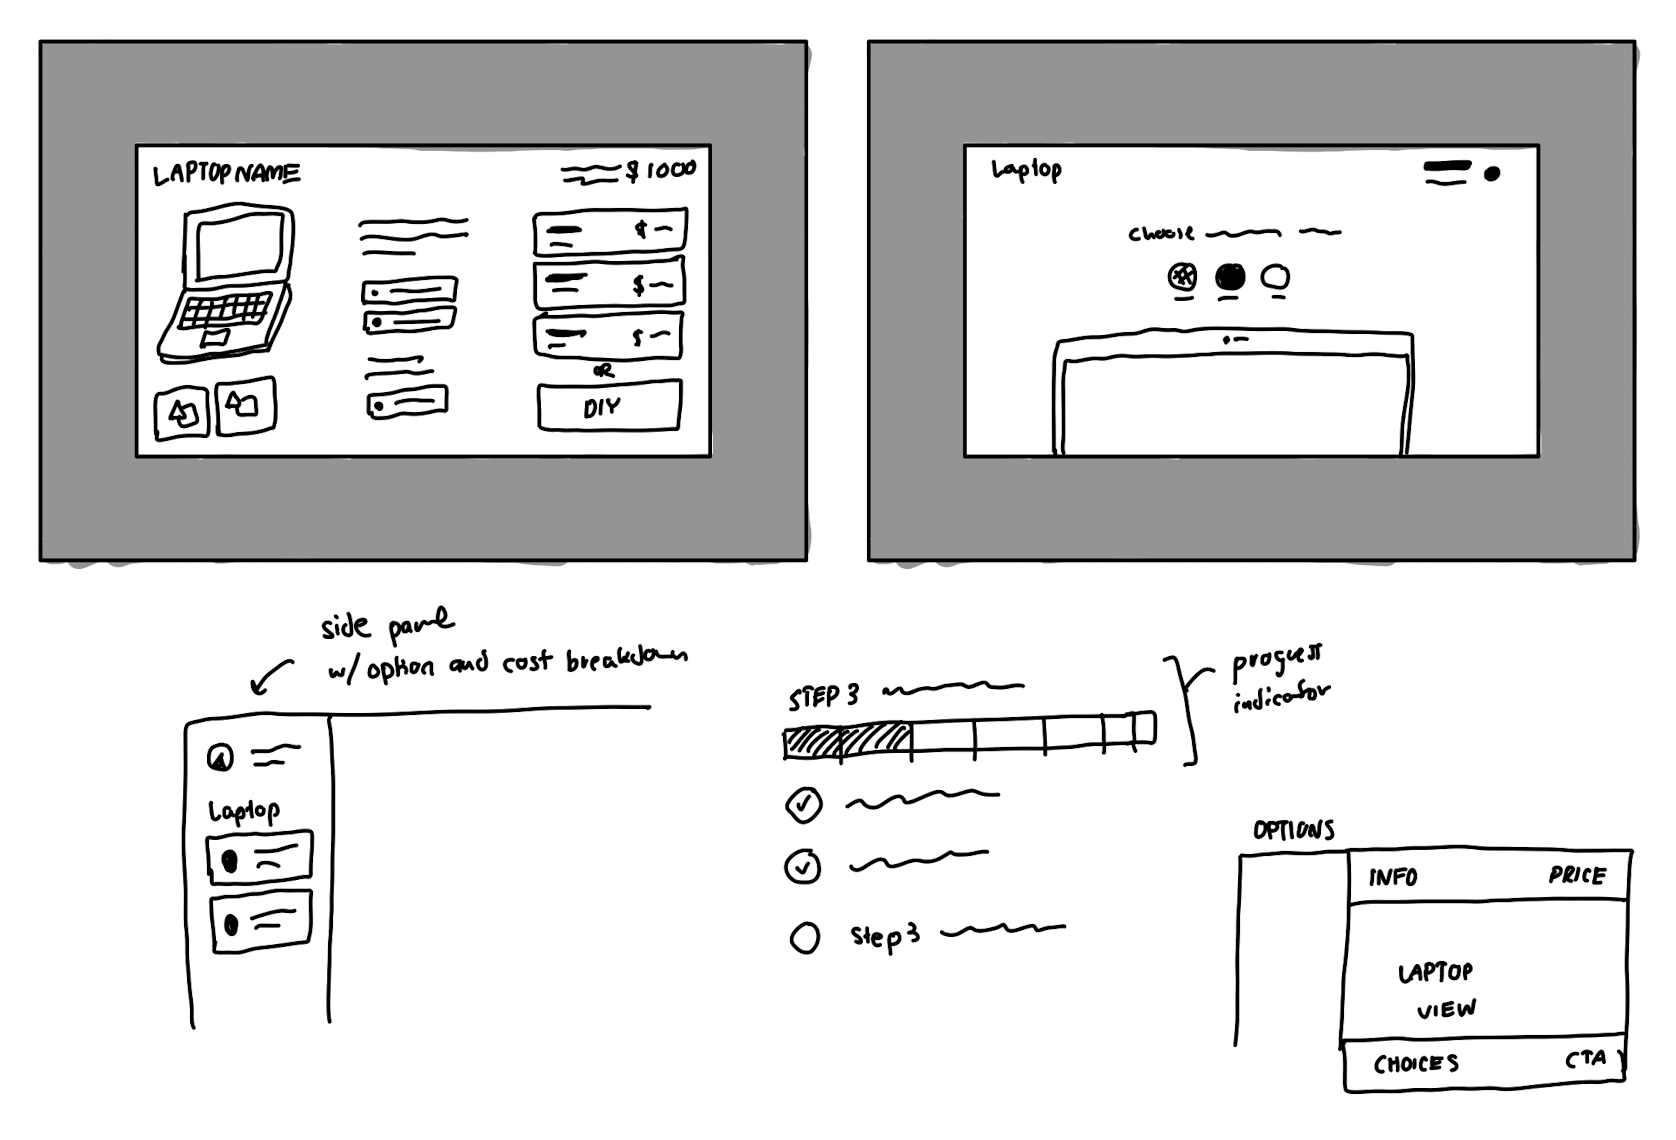 LAPTOP NAME
$1000
$
$
$
OR
DIY
Laptop
Choose
side panel
w/ option and cost breakdown
Laptop
STEP 3
progress
indicator
Step 3
OPTIONS
INFO
PRICE
LAPTOP
VIEW
CHOICES
CTA